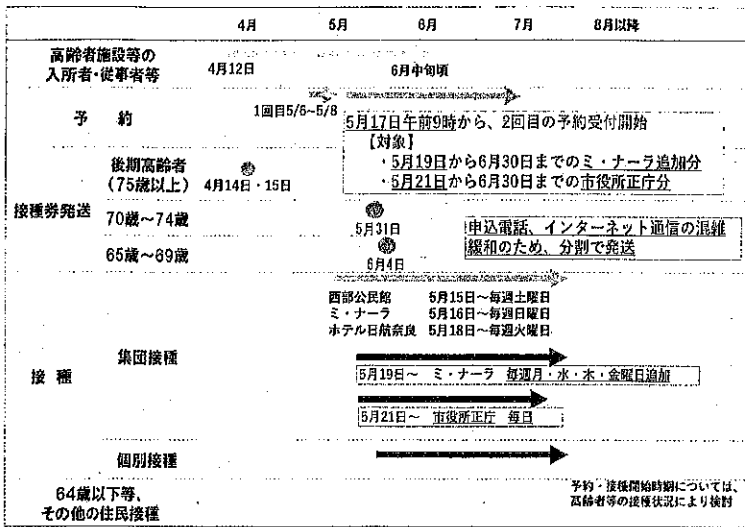 4月 5月 6月 7月 8月以降
高齢者施設等の
入所者・従事者等
4月12日 6月中旬頃
予 約
1回目5/6~5/8
5月17日午前9時から、2回目の予約受付開始
【対象】
・5月19日から6月30日までのミ・ナーラ追加分
・5月21日から6月30日までの市役所正庁分
接種券発送
後期高齢者
(75歳以上)
4月14日・15日
70歳~74歳
5月31日
65歳~69歳
6月4日
申込電話、インターネット通信の混雑
緩和のため、分割で発送
接 種
集団接種
西部公民館 5月15日~毎週土曜日
ミ・ナーラ 5月16日~毎週日曜日
ホテル日航奈良 5月18日~毎週火曜日
5月19日~ ミ・ナーラ 毎週月・水・木・金曜日追加
5月21日~ 市役所正庁 毎日
個別接種
64歳以下等、
その他の住民接種
予約・接種開始時期については、
高齢者等の接種状況により検討